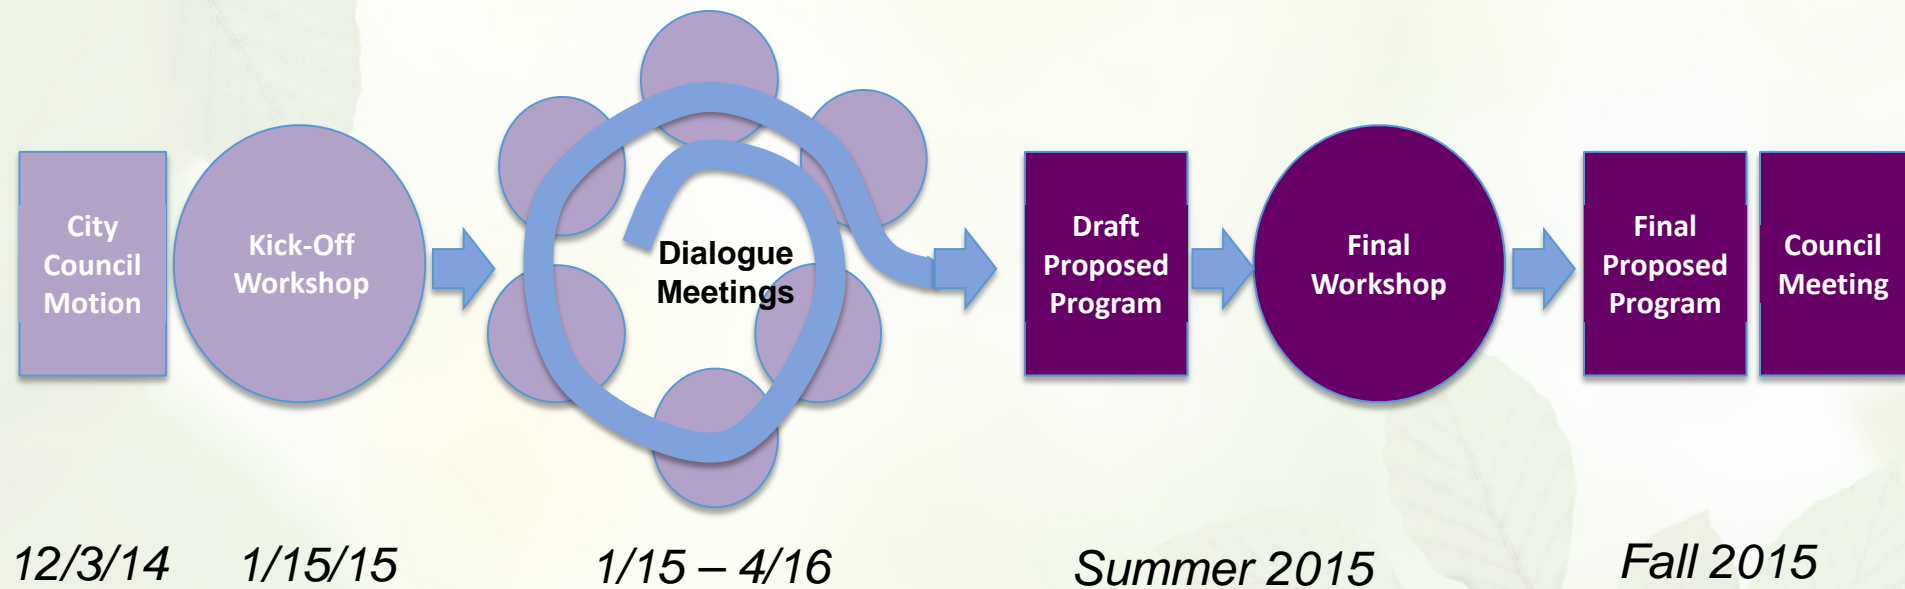 City
Council
Motion
Kick-Off
Workshop
Dialogue
Meetings
Draft
Proposed
Program
Final
Workshop
Final
Proposed
Program
Council
Meeting
12/3/14
1/15/15
1/15 – 4/16
Summer 2015
Fall 2015